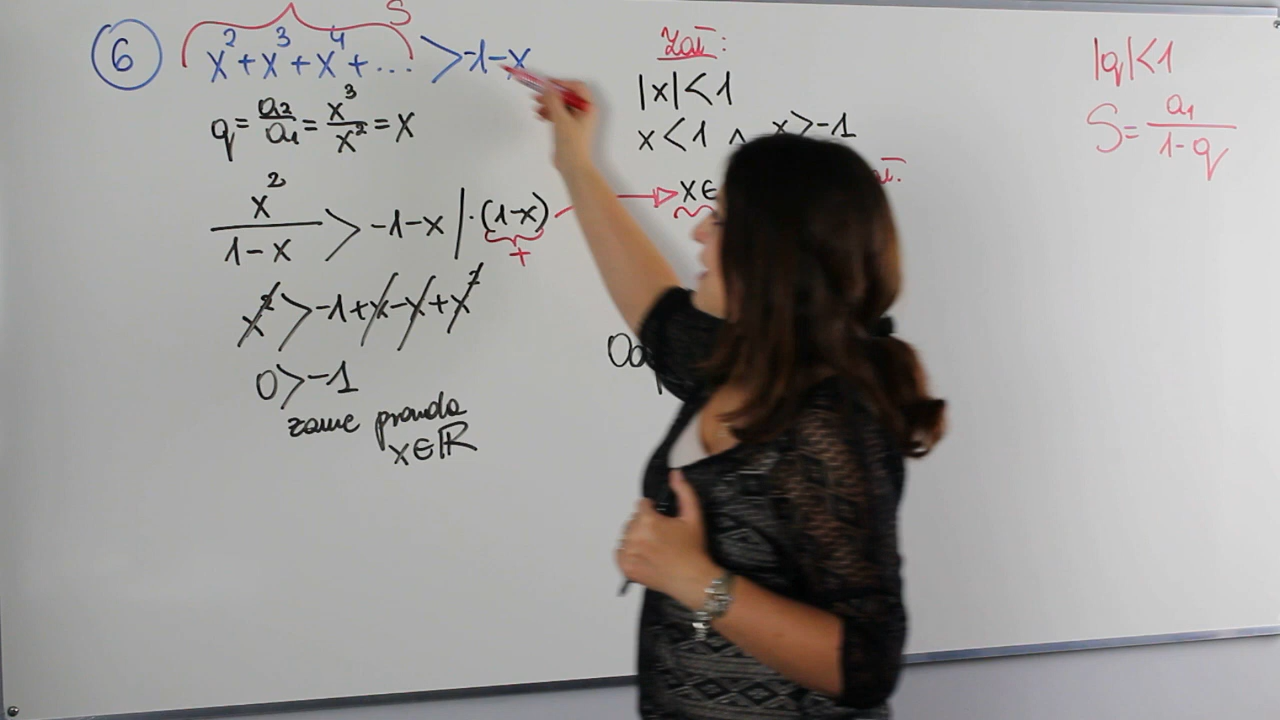 6 x² + x³ + x⁴ + ... > -1-x
S
q = a₂/a₁ = x³/x² = x
x²/(1-x) > -1-x | ·(1-x)
+
x² > -1+x-x+x²
0 > -1
zawsze prawda
x∈ℝ
Zał:
|x| < 1
x < 1 ∧ x > -1
x∈
|q| < 1
S = a₁/(1-q)